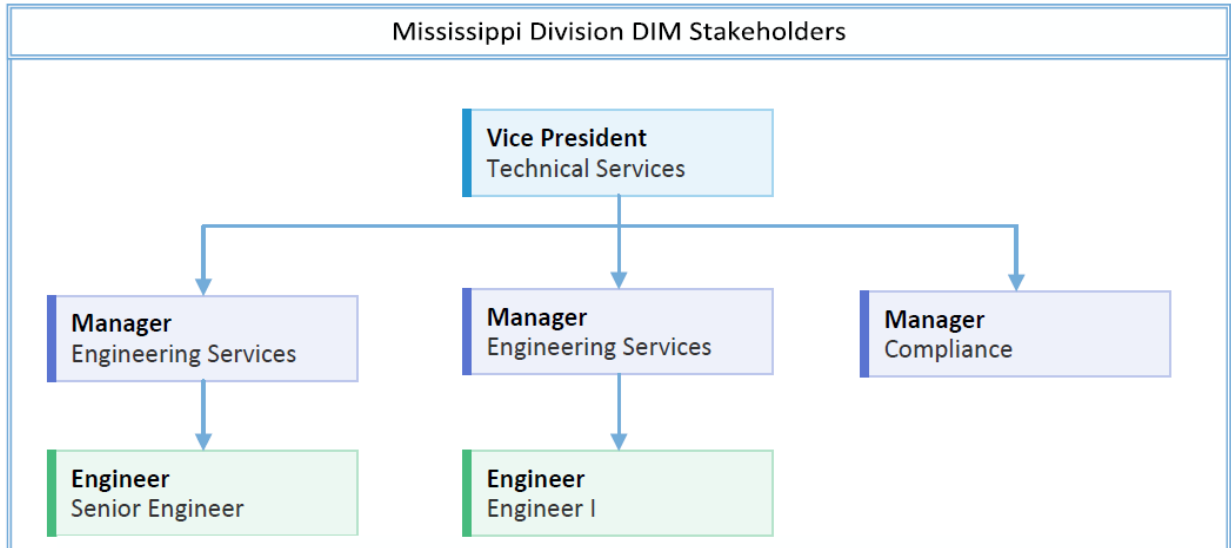 Mississippi Division DIM Stakeholders
Vice President
Technical Services
Manager
Engineering Services
Manager
Engineering Services
Manager
Compliance
Engineer
Senior Engineer
Engineer
Engineer I